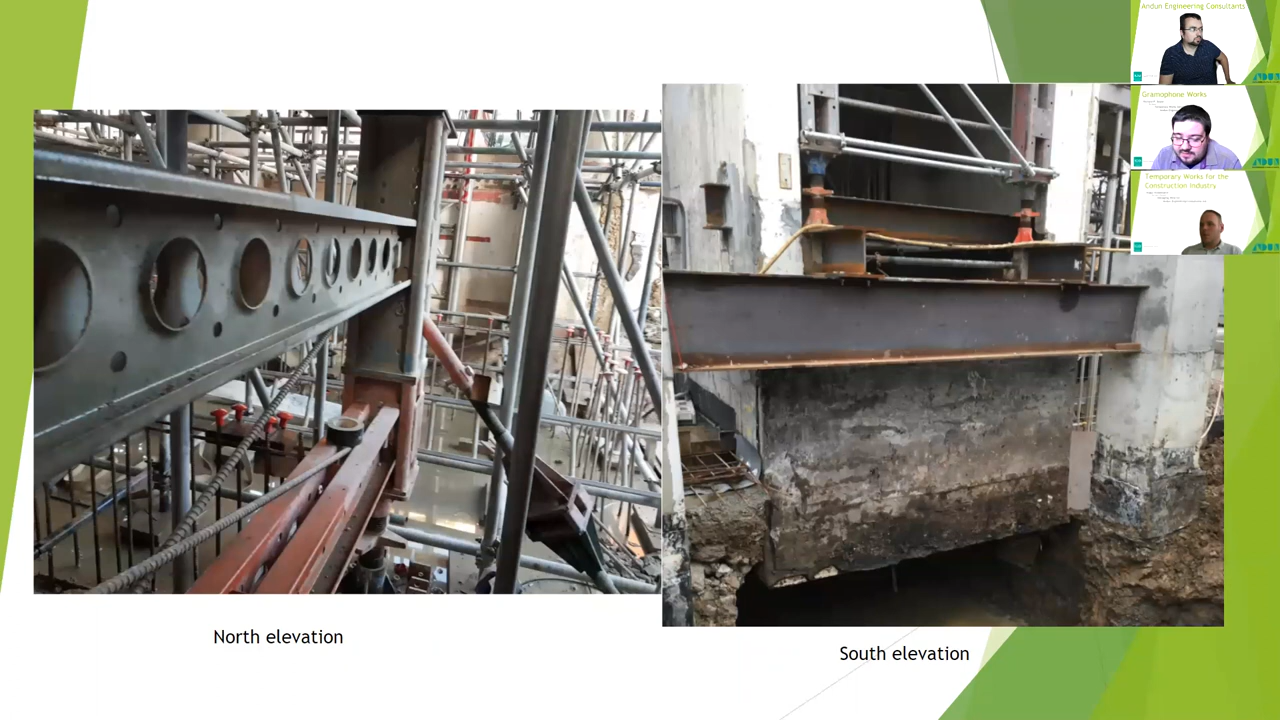 Andun Engineering Consultants
Gramophone Works
Temporary Works for the
Construction Industry
North elevation
South elevation